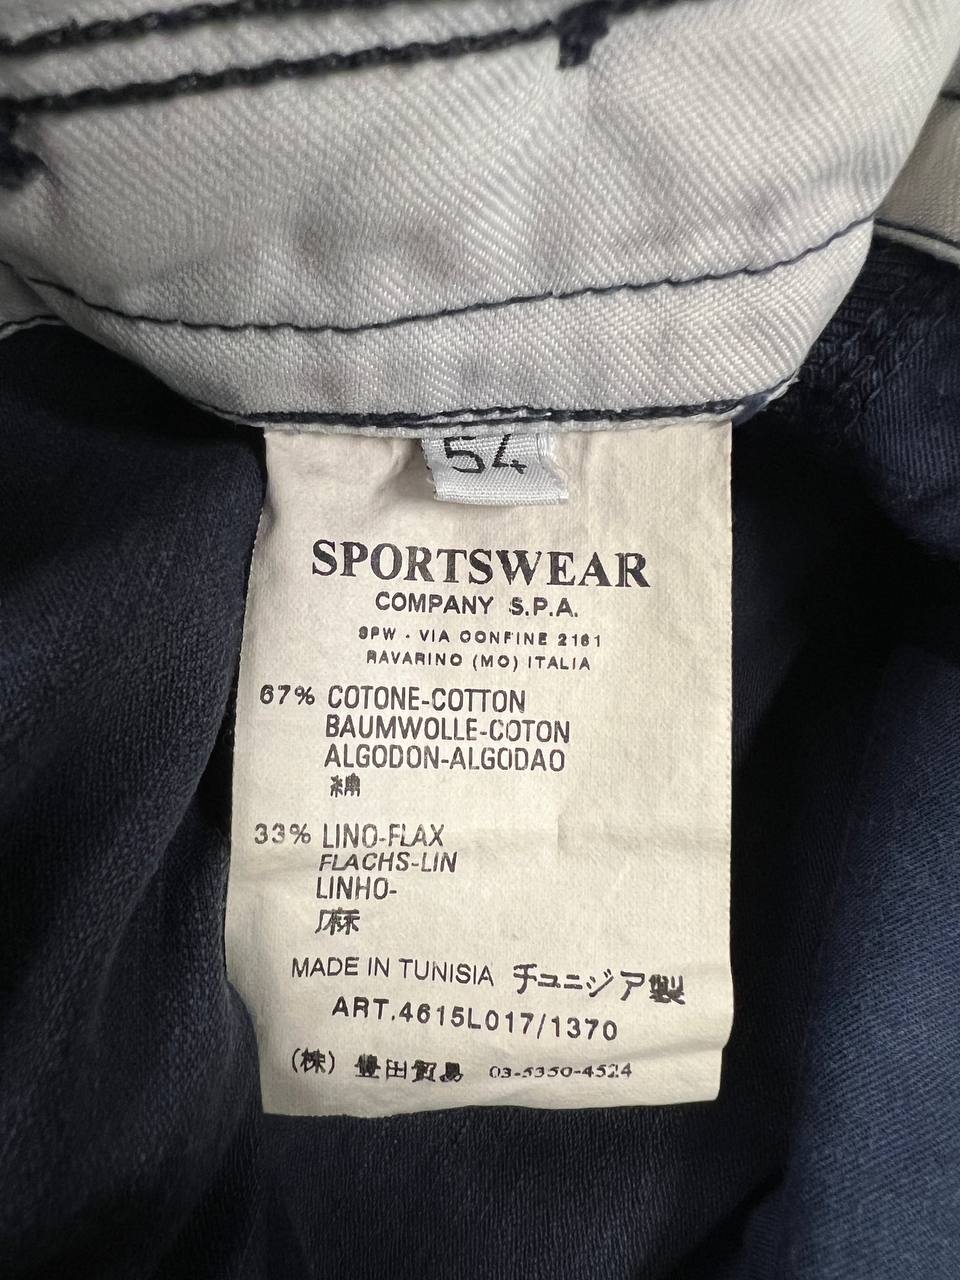 54
SPORTSWEAR
COMPANY S.P.A.
SPW - VIA CONFINE 2161
RAVARINO (MO) ITALIA
67% COTONE-COTTON
BAUMWOLLE-COTON
ALGODON-ALGODAO
綿
33% LINO-FLAX
FLACHS-LIN
LINHO-
麻
MADE IN TUNISIA チュニジア製
ART.4615L017/1370
(株) 豊田貿易 03-5350-4524